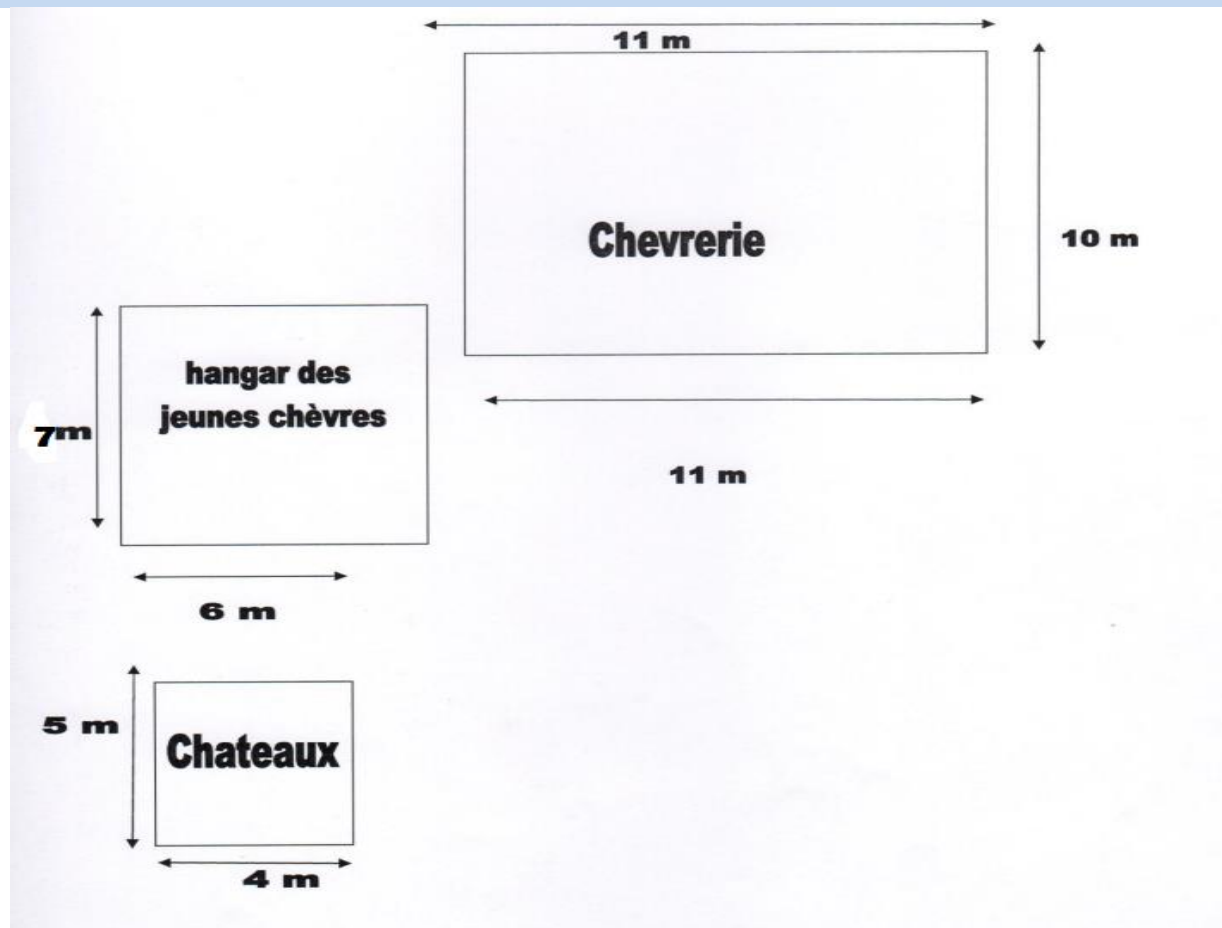 11 m
Chevrerie
10 m
hangar des
jeunes chèvres
7m
11 m
6 m
5 m
Chateaux
4 m